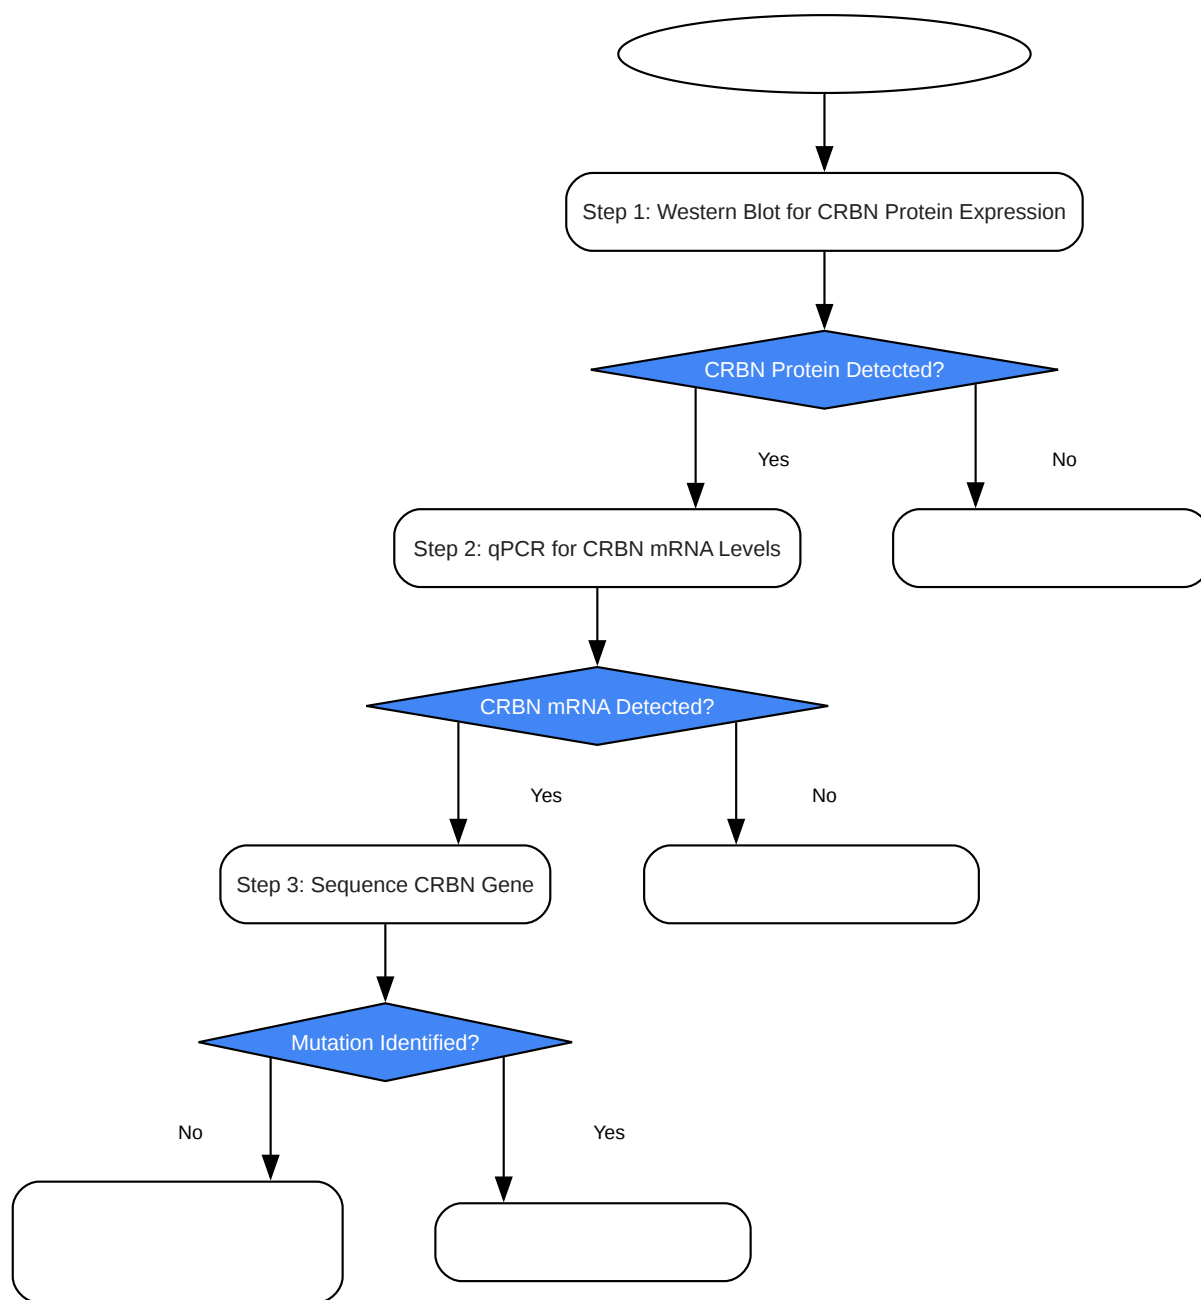 Step 1: Western Blot for CRBN Protein Expression
CRBN Protein Detected?
Yes
No
Step 2: qPCR for CRBN mRNA Levels
CRBN mRNA Detected?
Yes
No
Step 3: Sequence CRBN Gene
Mutation Identified?
No
Yes